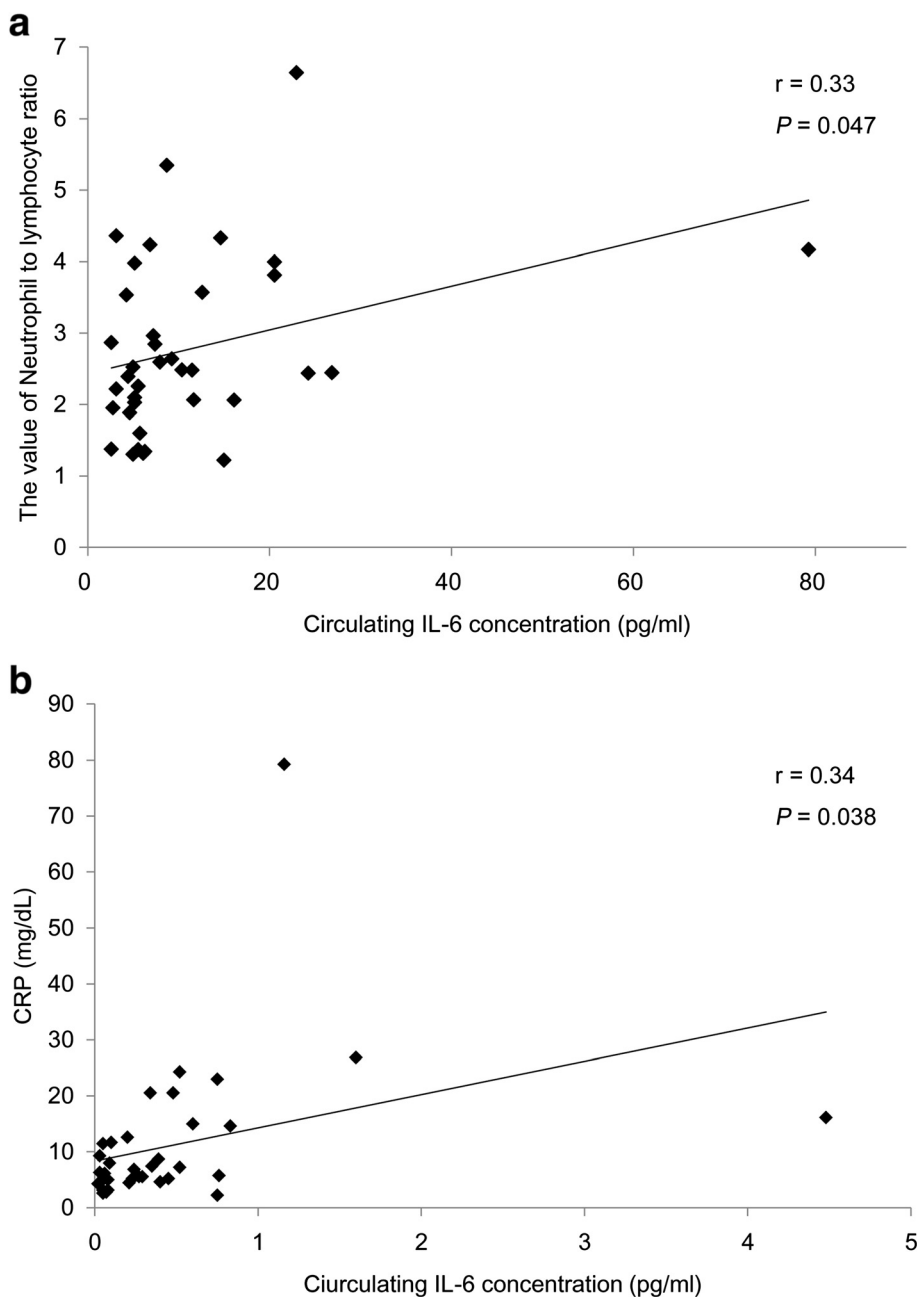 a
The value of Neutrophil to lymphocyte ratio
7
6
5
4
3
2
1
0
r = 0.33
P = 0.047
0 20 40 60 80
Circulating IL-6 concentration (pg/ml)
b
CRP (mg/dL)
90
80
70
60
50
40
30
20
10
0
r = 0.34
P = 0.038
0 1 2 3 4 5
Ciurculating IL-6 concentration (pg/ml)